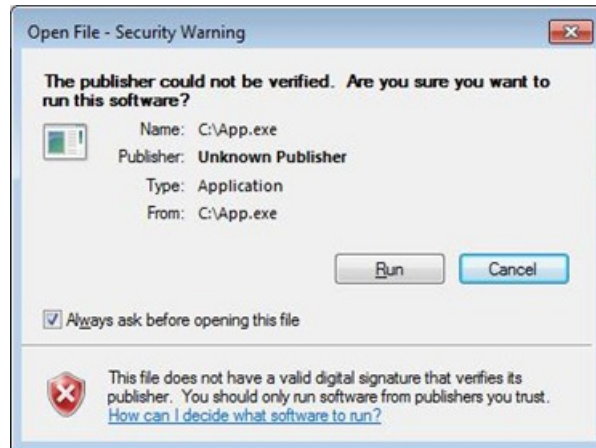 Open File - Security Warning
The publisher could not be verified. Are you sure you want to
run this software?
Name: C:\App.exe
Publisher: Unknown Publisher
Type: Application
From: C:\App.exe
Run Cancel
Always ask before opening this file
This file does not have a valid digital signature that verifies its
publisher. You should only run software from publishers you trust.
How can I decide what software to run?